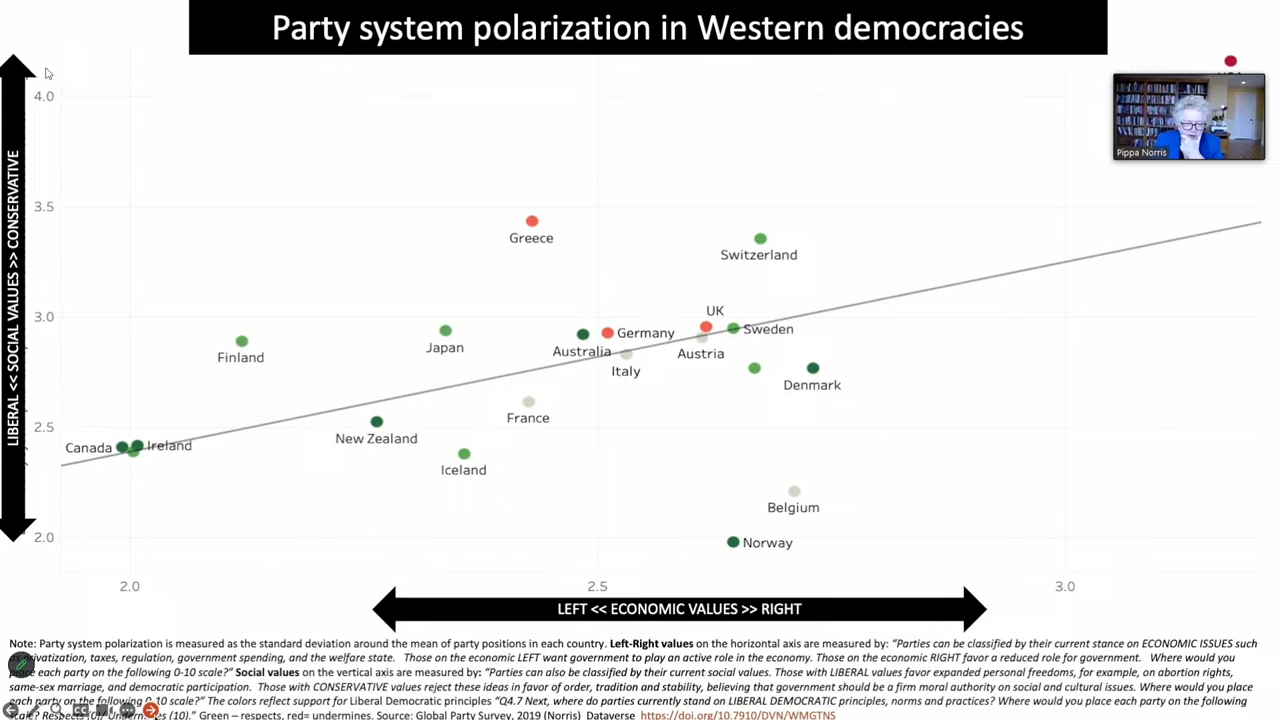 Party system polarization in Western democracies
4.0
3.5
3.0
2.5
2.0
LIBERAL << SOCIAL VALUES >> CONSERVATIVE
Pippa Norris
Greece
Switzerland
UK
Finland
Japan
Australia
Germany
Italy
Austria
Sweden
Denmark
France
New Zealand
Canada
Ireland
Iceland
Belgium
Norway
2.0
2.5
3.0
LEFT << ECONOMIC VALUES >> RIGHT
Note: Party system polarization is measured as the standard deviation around the mean of party positions in each country. Left-Right values on the horizontal axis are measured by: “Parties can be classified by their current stance on ECONOMIC ISSUES such
as privatization, taxes, regulation, government spending, and the welfare state. Those on the economic LEFT want government to play an active role in the economy. Those on the economic RIGHT favor a reduced role for government. Where would you
place each party on the following 0-10 scale?” Social values on the vertical axis are measured by: “Parties can also be classified by their current social values. Those with LIBERAL values favor expanded personal freedoms, for example, on abortion rights,
same-sex marriage, and democratic participation. Those with CONSERVATIVE values reject these ideas in favor of order, tradition and stability, believing that government should be a firm moral authority on social and cultural issues. Where would you place
each party on the following 0-10 scale?” The colors reflect support for Liberal Democratic principles “Q4.7 Next, where do parties currently stand on LIBERAL DEMOCRATIC principles, norms and practices? Where would you place each party on the following
scale? Respects (0), Undermines (10).” Green – respects, red= undermines. Source: Global Party Survey, 2019 (Norris) Dataverse https://doi.org/10.7910/DVN/WMGTNS